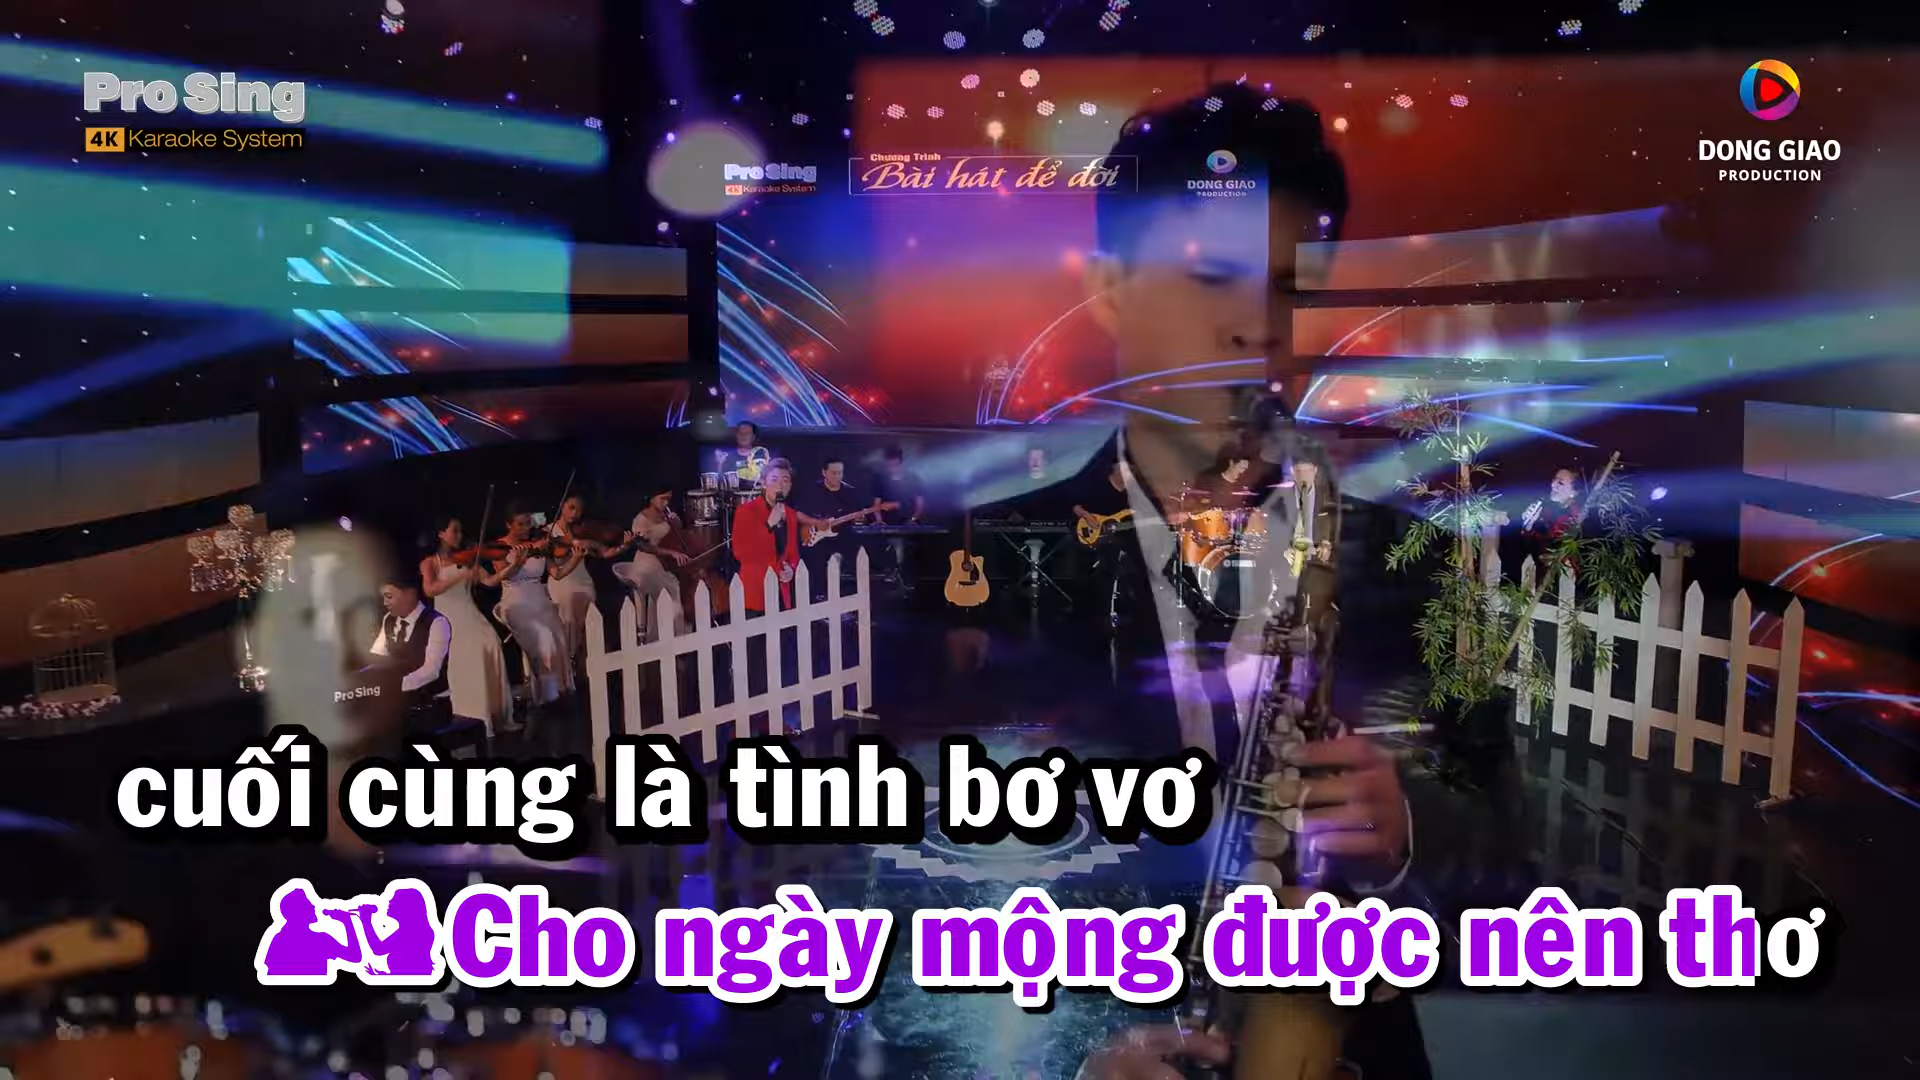 Pro Sing
4K Karaoke System
DONG GIAO
PRODUCTION
Chương Trình
Bài hát để đời
Pro Sing
4K Karaoke System
DONG GIAO
PRODUCTION
Pro Sing
cuối cùng là tình bơ vơ
Cho ngày mộng được nên thơ